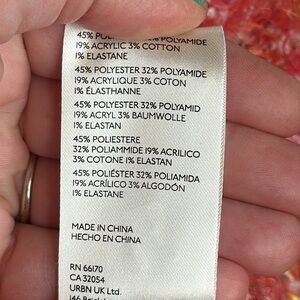 45% POLYESTER 32% POLYAMIDE
19% ACRYLIC 3% COTTON
1% ELASTANE
45% POLYESTER 32% POLYAMIDE
19% ACRYLIQUE 3% COTON
1% ÉLASTHANNE
45% POLYESTER 32% POLYAMID
19% ACRYL 3% BAUMWOLLE
1% ELASTAN
45% POLIESTERE
32% POLIAMMIDE 19% ACRILICO
3% COTONE 1% ELASTAN
45% POLIÉSTER 32% POLIAMIDA
19% ACRÍLICO 3% ALGODÓN
1% ELASTANE
MADE IN CHINA
HECHO EN CHINA
RN 66170
CA 32054
URBN UK Ltd.
146